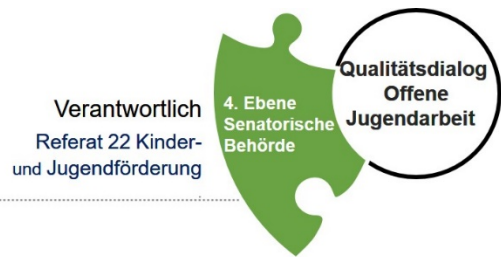 Verantwortlich
Referat 22 Kinder-
und Jugendförderung
4. Ebene
Senatorische
Behörde
Qualitätsdialog
Offene
Jugendarbeit